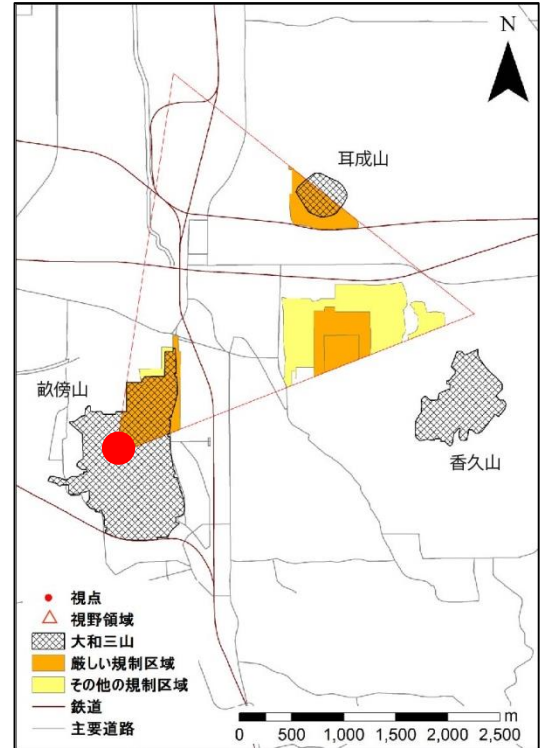 N
耳成山
畝傍山
香久山
視点
視野領域
大和三山
厳しい規制区域
その他の規制区域
鉄道
主要道路
m
0 250 500 1,000 1,500 2,000 2,500